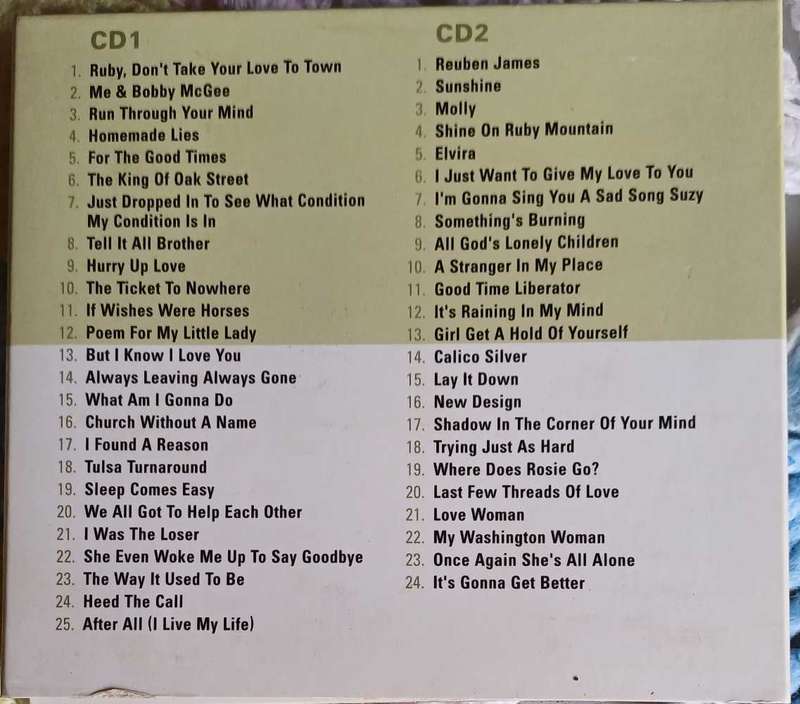 CD1
1. Ruby, Don't Take Your Love To Town
2. Me & Bobby McGee
3. Run Through Your Mind
4. Homemade Lies
5. For The Good Times
6. The King Of Oak Street
7. Just Dropped In To See What Condition
My Condition Is In
8. Tell It All Brother
9. Hurry Up Love
10. The Ticket To Nowhere
11. If Wishes Were Horses
12. Poem For My Little Lady
13. But I Know I Love You
14. Always Leaving Always Gone
15. What Am I Gonna Do
16. Church Without A Name
17. I Found A Reason
18. Tulsa Turnaround
19. Sleep Comes Easy
20. We All Got To Help Each Other
21. I Was The Loser
22. She Even Woke Me Up To Say Goodbye
23. The Way It Used To Be
24. Heed The Call
25. After All (I Live My Life)
CD2
1. Reuben James
2. Sunshine
3. Molly
4. Shine On Ruby Mountain
5. Elvira
6. I Just Want To Give My Love To You
7. I'm Gonna Sing You A Sad Song Suzy
8. Something's Burning
9. All God's Lonely Children
10. A Stranger In My Place
11. Good Time Liberator
12. It's Raining In My Mind
13. Girl Get A Hold Of Yourself
14. Calico Silver
15. Lay It Down
16. New Design
17. Shadow In The Corner Of Your Mind
18. Trying Just As Hard
19. Where Does Rosie Go?
20. Last Few Threads Of Love
21. Love Woman
22. My Washington Woman
23. Once Again She's All Alone
24. It's Gonna Get Better